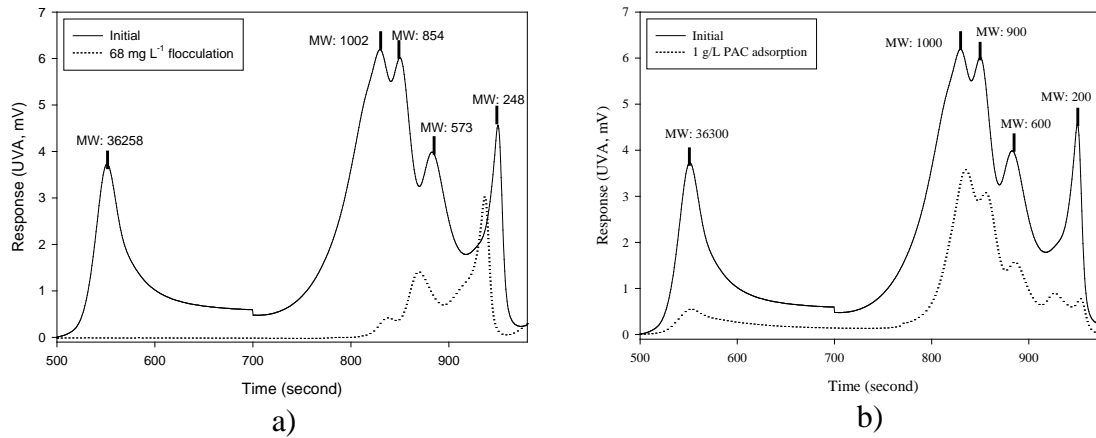 7
6
5
4
3
2
1
0
Response (UVA, mV)
Initial
68 mg L⁻¹ flocculation
MW: 36258
MW: 1002
MW: 854
MW: 573
MW: 248
500 600 700 800 900
Time (second)
a)
7
6
5
4
3
2
1
0
Response (UVA, mV)
Initial
1 g/L PAC adsorption
MW: 36300
MW: 1000
MW: 900
MW: 600
MW: 200
500 600 700 800 900
Time (second)
b)